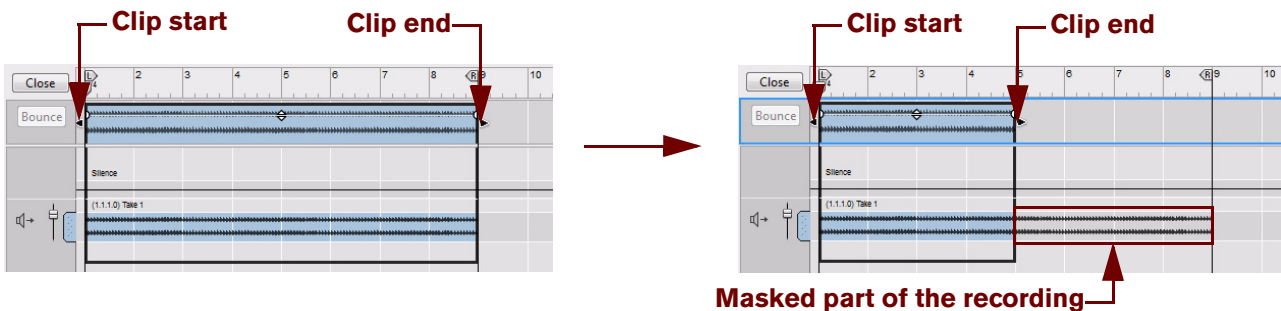 Clip start Clip end
Close L 2 3 4 5 6 7 8 R 9 10
4
Bounce
Silence
(1.1.1.0) Take 1
Clip start Clip end
Close L 2 3 4 5 6 7 8 R 9 10
4
Bounce
Silence
(1.1.1.0) Take 1
Masked part of the recording